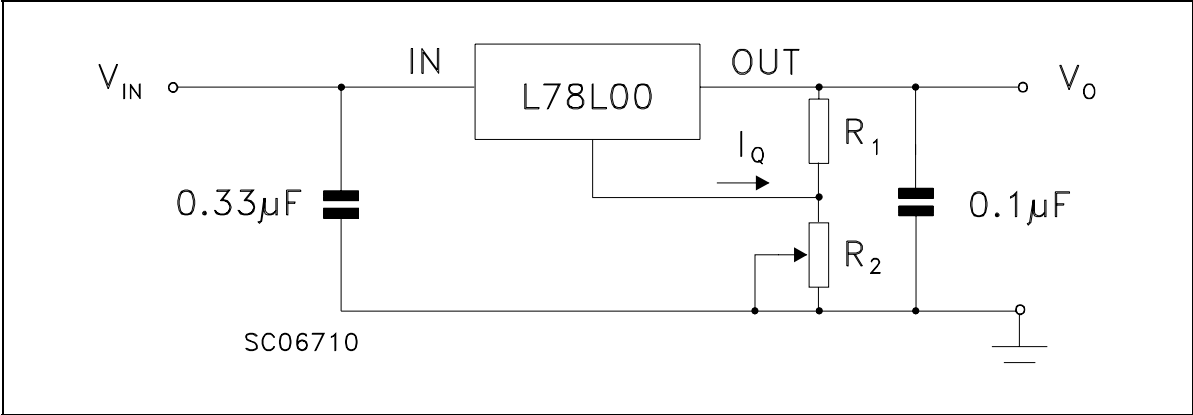 IN
OUT
V_IN
L78L00
V_O
R_1
I_Q
0.33µF
0.1µF
R_2
SC06710